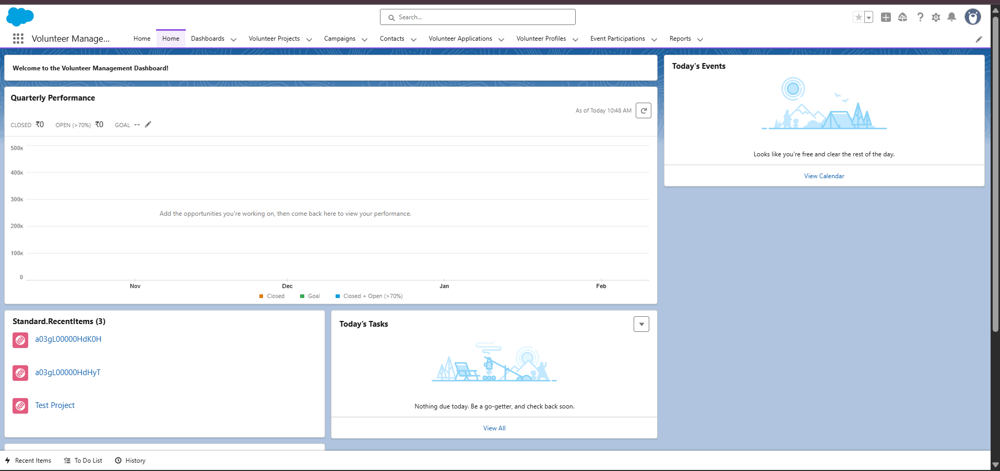 Search...
Volunteer Manage...
Home
Home
Dashboards
Volunteer Projects
Campaigns
Contacts
Volunteer Applications
Volunteer Profiles
Event Participations
Reports
Welcome to the Volunteer Management Dashboard!
Quarterly Performance
As of Today 10:48 AM
CLOSED ₹0 OPEN (>70%) ₹0 GOAL --
500K
400K
300K
Add the opportunities you're working on, then come back here to view your performance.
200K
100K
0
Nov Dec Jan Feb
Closed Goal Closed + Open (>70%)
Today's Events
Looks like you're free and clear the rest of the day.
View Calendar
Standard.RecentItems (3)
a03gL00000HdK0H
a03gL00000HdHyT
Test Project
Today’s Tasks
Nothing due today. Be a go-getter, and check back soon.
View All
Recent Items To Do List History